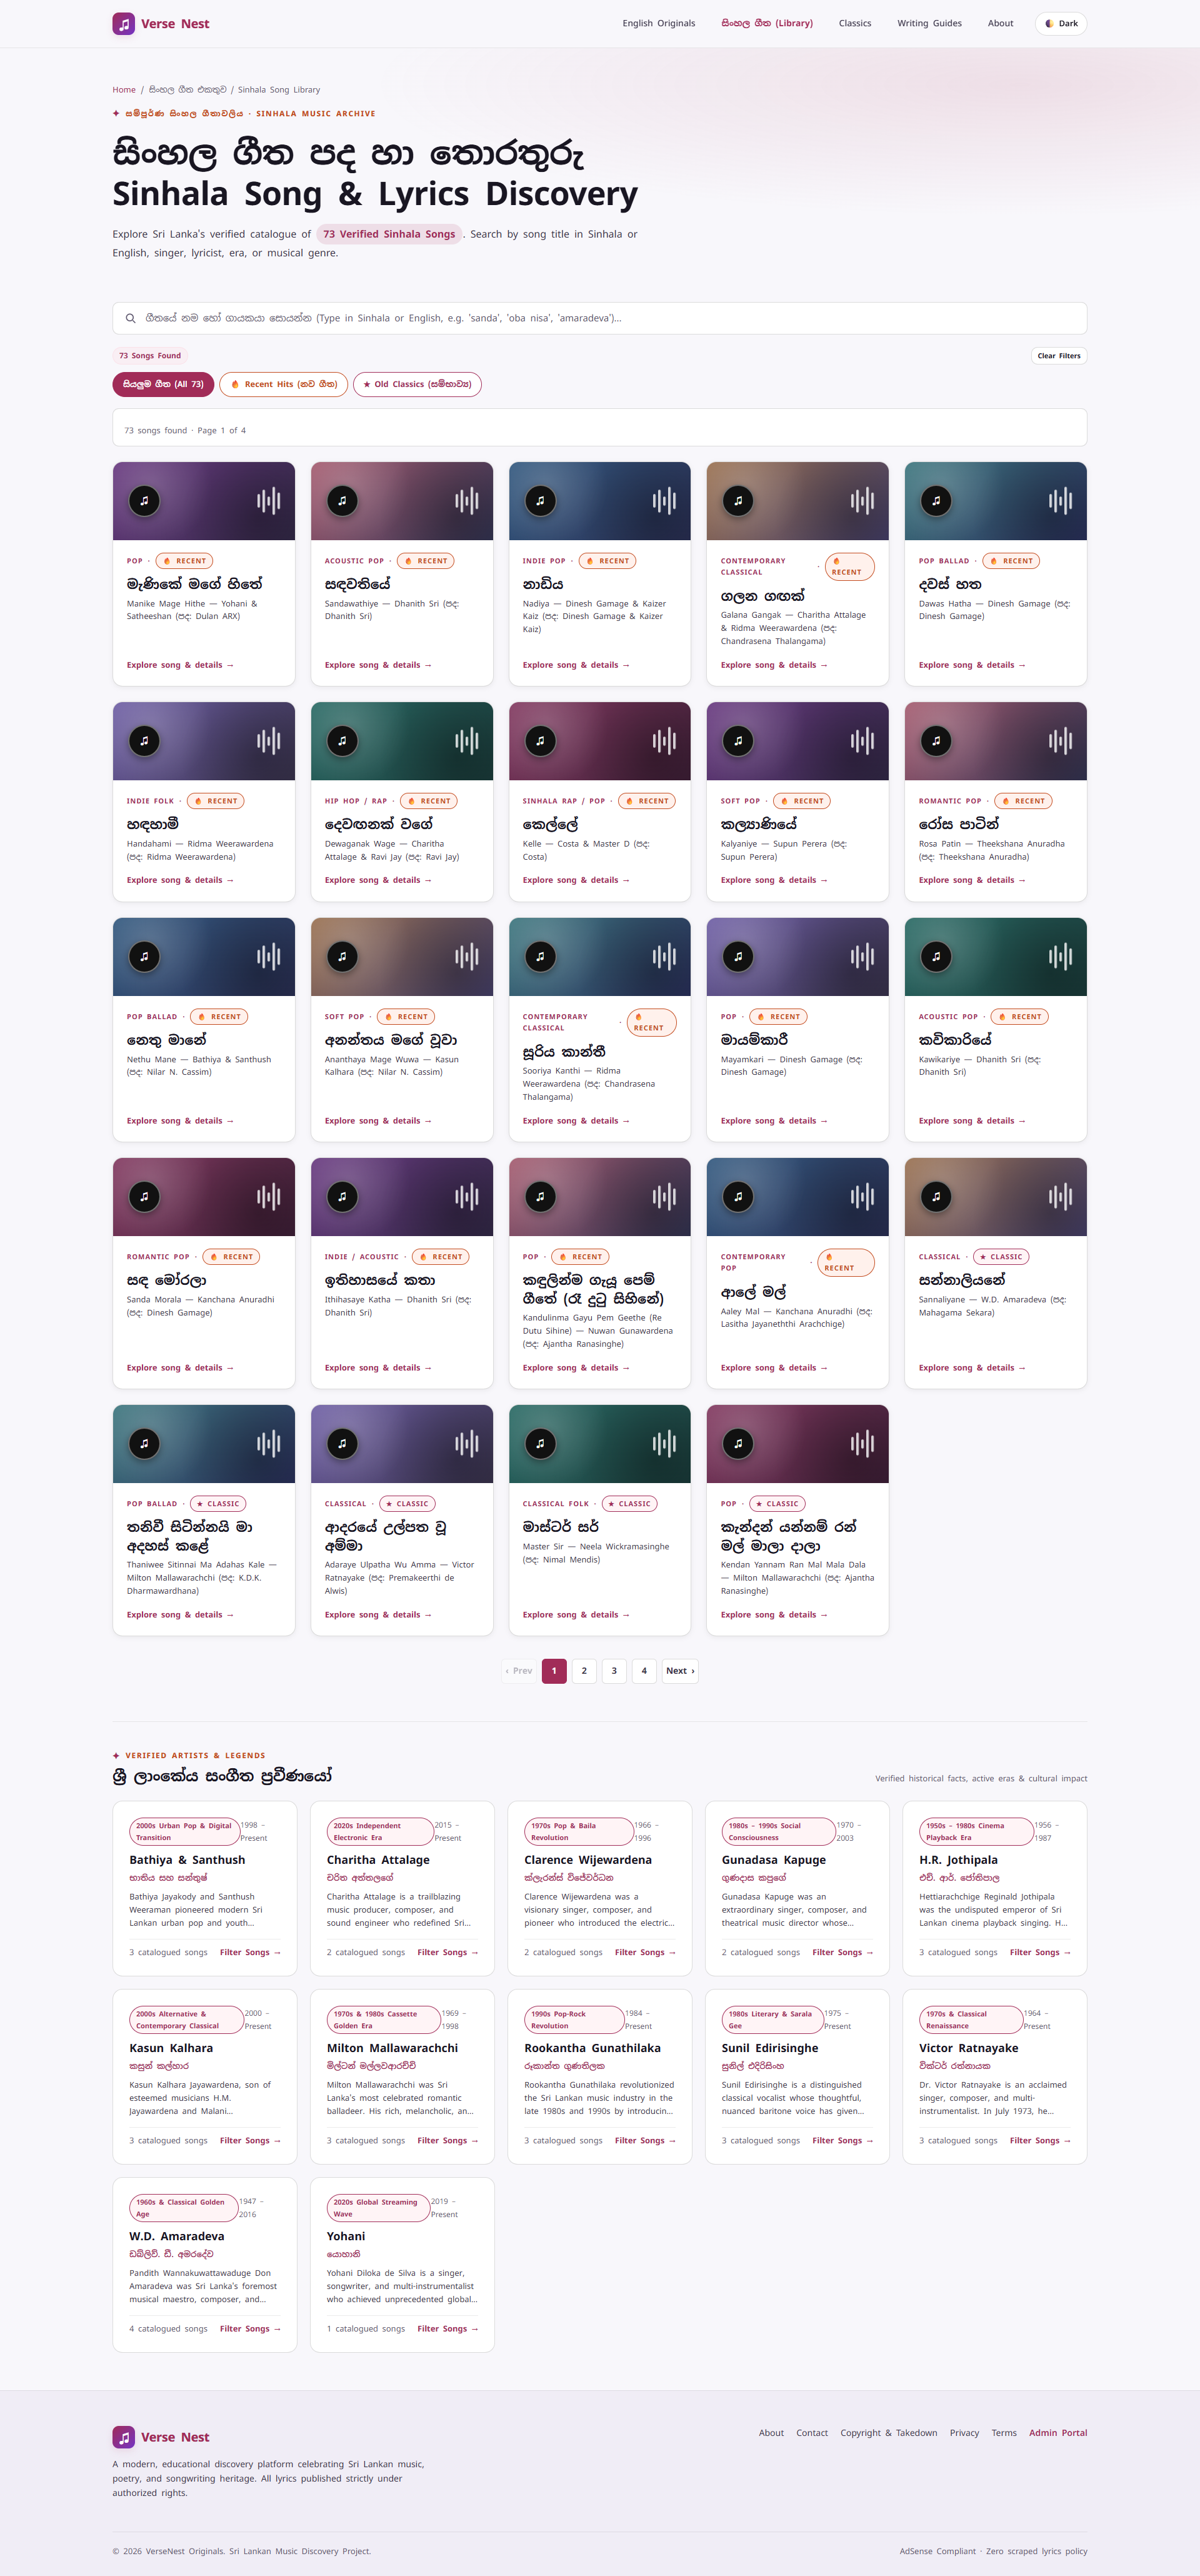 Verse Nest
English Originals
සිංහල ගීත (Library)
Classics
Writing Guides
About
Dark
Home / සිංහල ගීත එකතුව / Sinhala Song Library
✦ සම්පූර්ණ සිංහල ගීතාවලිය · SINHALA MUSIC ARCHIVE
සිංහල ගීත පද හා තොරතුරු
Sinhala Song & Lyrics Discovery
Explore Sri Lanka's verified catalogue of 73 Verified Sinhala Songs. Search by song title in Sinhala or
English, singer, lyricist, era, or musical genre.
ගීතයේ නම හෝ ගායකයා සොයන්න (Type in Sinhala or English, e.g. 'sanda', 'oba nisa', 'amaradeva')...
73 Songs Found
Clear Filters
සියලුම ගීත (All 73)
Recent Hits (නව ගීත)
★ Old Classics (සම්භාව්‍ය)
73 songs found · Page 1 of 4
POP · RECENT
මැණිකේ මගේ හිතේ
Manike Mage Hithe — Yohani &
Satheeshan (පද: Dulan ARX)
Explore song & details →
ACOUSTIC POP · RECENT
සඳවතියේ
Sandawathiye — Dhanith Sri (පද:
Dhanith Sri)
Explore song & details →
INDIE POP · RECENT
නාඩිය
Nadiya — Dinesh Gamage & Kaizer
Kaiz (පද: Dinesh Gamage & Kaizer
Kaiz)
Explore song & details →
CONTEMPORARY
CLASSICAL · RECENT
ගලන ගඟක්
Galana Gangak — Charitha Attalage
& Ridma Weerawardena (පද:
Chandrasena Thalangama)
Explore song & details →
POP BALLAD · RECENT
දවස් හත
Dawas Hatha — Dinesh Gamage (පද:
Dinesh Gamage)
Explore song & details →
INDIE FOLK · RECENT
හඳහාමී
Handahami — Ridma Weerawardena
(පද: Ridma Weerawardena)
Explore song & details →
HIP HOP / RAP · RECENT
දෙවඟනක් වගේ
Dewaganak Wage — Charitha
Attalage & Ravi Jay (පද: Ravi Jay)
Explore song & details →
SINHALA RAP / POP · RECENT
කෙල්ලේ
Kelle — Costa & Master D (පද:
Costa)
Explore song & details →
SOFT POP · RECENT
කල්‍යාණියේ
Kalyaniye — Supun Perera (පද:
Supun Perera)
Explore song & details →
ROMANTIC POP · RECENT
රෝස පාටින්
Rosa Patin — Theekshana Anuradha
(පද: Theekshana Anuradha)
Explore song & details →
POP BALLAD · RECENT
නෙතු මානේ
Nethu Mane — Bathiya & Santhush
(පද: Nilar N. Cassim)
Explore song & details →
SOFT POP · RECENT
අනන්තය මගේ වූවා
Ananthaya Mage Wuwa — Kasun
Kalhara (පද: Nilar N. Cassim)
Explore song & details →
CONTEMPORARY
CLASSICAL · RECENT
සූරිය කාන්තී
Sooriya Kanthi — Ridma
Weerawardena (පද: Chandrasena
Thalangama)
Explore song & details →
POP · RECENT
මායම්කාරී
Mayamkari — Dinesh Gamage (පද:
Dinesh Gamage)
Explore song & details →
ACOUSTIC POP · RECENT
කවිකාරියේ
Kawikariye — Dhanith Sri (පද:
Dhanith Sri)
Explore song & details →
ROMANTIC POP · RECENT
සඳ මෝරලා
Sanda Morala — Kanchana Anuradhi
(පද: Dinesh Gamage)
Explore song & details →
INDIE / ACOUSTIC · RECENT
ඉතිහාසයේ කතා
Ithihasaye Katha — Dhanith Sri (පද:
Dhanith Sri)
Explore song & details →
POP · RECENT
කඳුලින්ම ගැයූ පෙම්
ගීතේ (රෑ දුටු සිහිනේ)
Kandulinma Gayu Pem Geethe (Re
Dutu Sihine) — Nuwan Gunawardena
(පද: Ajantha Ranasinghe)
Explore song & details →
CONTEMPORARY
POP · RECENT
ආලේ මල්
Aaley Mal — Kanchana Anuradhi (පද:
Lasitha Jayaneththi Arachchige)
Explore song & details →
CLASSICAL · ★ CLASSIC
සන්නාලියනේ
Sannaliyane — W.D. Amaradeva (පද:
Mahagama Sekara)
Explore song & details →
POP BALLAD · ★ CLASSIC
තනිවී සිටින්නයි මා
අදහස් කළේ
Thaniwee Sitinnai Ma Adahas Kale —
Milton Mallawarachchi (පද: K.D.K.
Dharmawardhana)
Explore song & details →
CLASSICAL · ★ CLASSIC
ආදරයේ උල්පත වූ
අම්මා
Adaraye Ulpatha Wu Amma — Victor
Ratnayake (පද: Premakeerthi de
Alwis)
Explore song & details →
CLASSICAL FOLK · ★ CLASSIC
මාස්ටර් සර්
Master Sir — Neela Wickramasinghe
(පද: Nimal Mendis)
Explore song & details →
POP · ★ CLASSIC
කැන්දන් යන්නම් රන්
මල් මාලා දාලා
Kendan Yannam Ran Mal Mala Dala
— Milton Mallawarachchi (පද: Ajantha
Ranasinghe)
Explore song & details →
‹ Prev 1 2 3 4 Next ›
✦ VERIFIED ARTISTS & LEGENDS
ශ්‍රී ලාංකේය සංගීත ප්‍රවීණයෝ
Verified historical facts, active eras & cultural impact
2000s Urban Pop & Digital
Transition
1998 –
Present
Bathiya & Santhush
භාතිය සහ සන්තුෂ්
Bathiya Jayakody and Santhush
Weeraman pioneered modern Sri
Lankan urban pop and youth...
3 catalogued songs Filter Songs →
2020s Independent
Electronic Era
2015 –
Present
Charitha Attalage
චරිත අත්තලගේ
Charitha Attalage is a trailblazing
music producer, composer, and
sound engineer who redefined Sri...
2 catalogued songs Filter Songs →
1970s Pop & Baila
Revolution
1966 –
1996
Clarence Wijewardena
ක්ලැරන්ස් විජේවර්ධන
Clarence Wijewardena was a
visionary singer, composer, and
pioneer who introduced the electric...
2 catalogued songs Filter Songs →
1980s – 1990s Social
Consciousness
1970 –
2003
Gunadasa Kapuge
ගුණදාස කපුගේ
Gunadasa Kapuge was an
extraordinary singer, composer, and
theatrical music director whose...
2 catalogued songs Filter Songs →
1950s – 1980s Cinema
Playback Era
1956 –
1987
H.R. Jothipala
එච්. ආර්. ජෝතිපාල
Hettiarachchige Reginald Jothipala
was the undisputed emperor of Sri
Lankan cinema playback singing. H...
3 catalogued songs Filter Songs →
2000s Alternative &
Contemporary Classical
2000 –
Present
Kasun Kalhara
කසුන් කල්හාර
Kasun Kalhara Jayawardena, son of
esteemed musicians H.M.
Jayawardena and Malani...
3 catalogued songs Filter Songs →
1970s & 1980s Cassette
Golden Era
1969 –
1998
Milton Mallawarachchi
මිල්ටන් මල්ලවආරච්චි
Milton Mallawarachchi was Sri
Lanka's most celebrated romantic
balladeer. His rich, melancholic, an...
3 catalogued songs Filter Songs →
1990s Pop-Rock
Revolution
1984 –
Present
Rookantha Gunathilaka
රූකාන්ත ගුණතිලක
Rookantha Gunathilaka revolutionized
the Sri Lankan music industry in the
late 1980s and 1990s by introducin...
3 catalogued songs Filter Songs →
1980s Literary & Sarala
Gee
1975 –
Present
Sunil Edirisinghe
සුනිල් එදිරිසිංහ
Sunil Edirisinghe is a distinguished
classical vocalist whose thoughtful,
nuanced baritone voice has given...
3 catalogued songs Filter Songs →
1970s & Classical
Renaissance
1964 –
Present
Victor Ratnayake
වික්ටර් රත්නායක
Dr. Victor Ratnayake is an acclaimed
singer, composer, and multi-
instrumentalist. In July 1973, he...
3 catalogued songs Filter Songs →
1960s & Classical Golden
Age
1947 –
2016
W.D. Amaradeva
ඩබ්ලිව්. ඩී. අමරදේව
Pandith Wannakuwattawaduge Don
Amaradeva was Sri Lanka's foremost
musical maestro, composer, and...
4 catalogued songs Filter Songs →
2020s Global Streaming
Wave
2019 –
Present
Yohani
යොහානි
Yohani Diloka de Silva is a singer,
songwriter, and multi-instrumentalist
who achieved unprecedented global...
1 catalogued songs Filter Songs →
Verse Nest
About Contact Copyright & Takedown Privacy Terms Admin Portal
A modern, educational discovery platform celebrating Sri Lankan music,
poetry, and songwriting heritage. All lyrics published strictly under
authorized rights.
© 2026 VerseNest Originals. Sri Lankan Music Discovery Project.
AdSense Compliant · Zero scraped lyrics policy